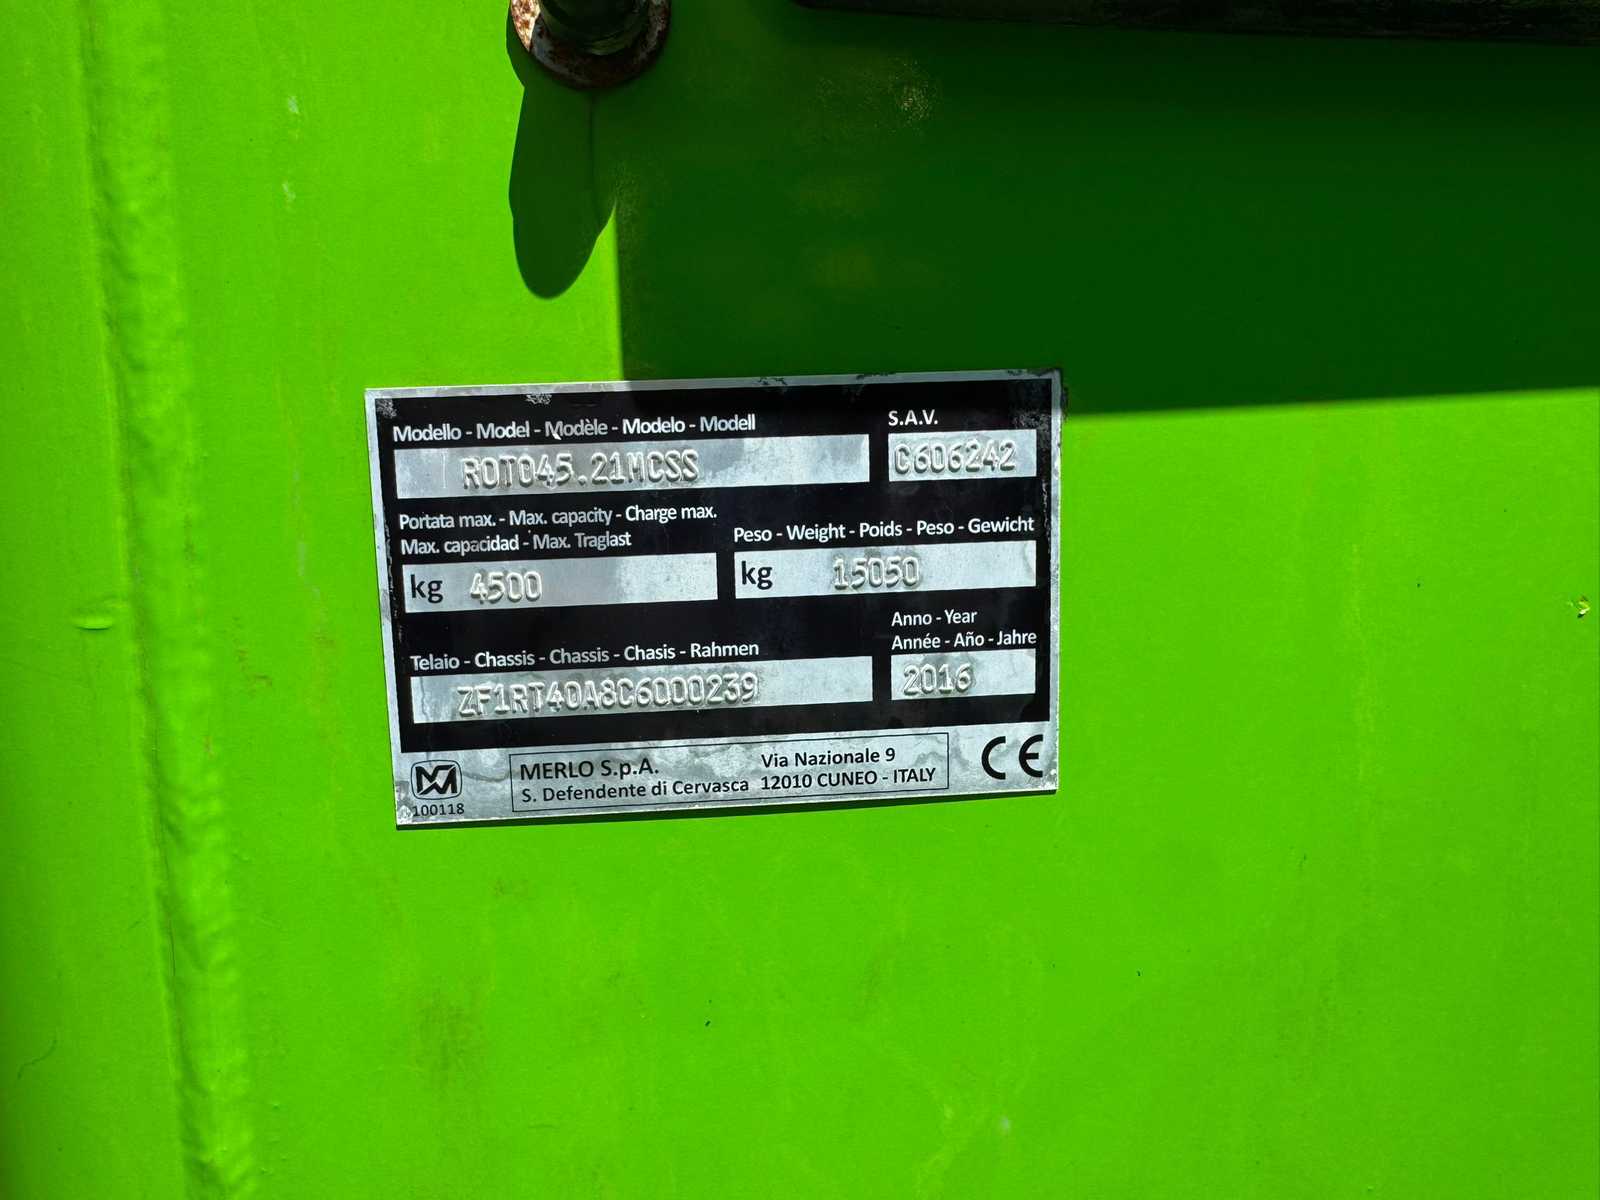 Modello - Model - Modèle - Modelo - Modell
S.A.V.
ROTO45.21MCSS
C606242
Portata max. - Max. capacity - Charge max.
Max. capacidad - Max. Traglast
Peso - Weight - Poids - Peso - Gewicht
kg 4500
kg 15050
Anno - Year
Année - Año - Jahre
Telaio - Chassis - Chassis - Chasis - Rahmen
ZF1RT40A8C6000239
2016
MERLO S.p.A.
S. Defendente di Cervasca
Via Nazionale 9
12010 CUNEO - ITALY
CE
100118